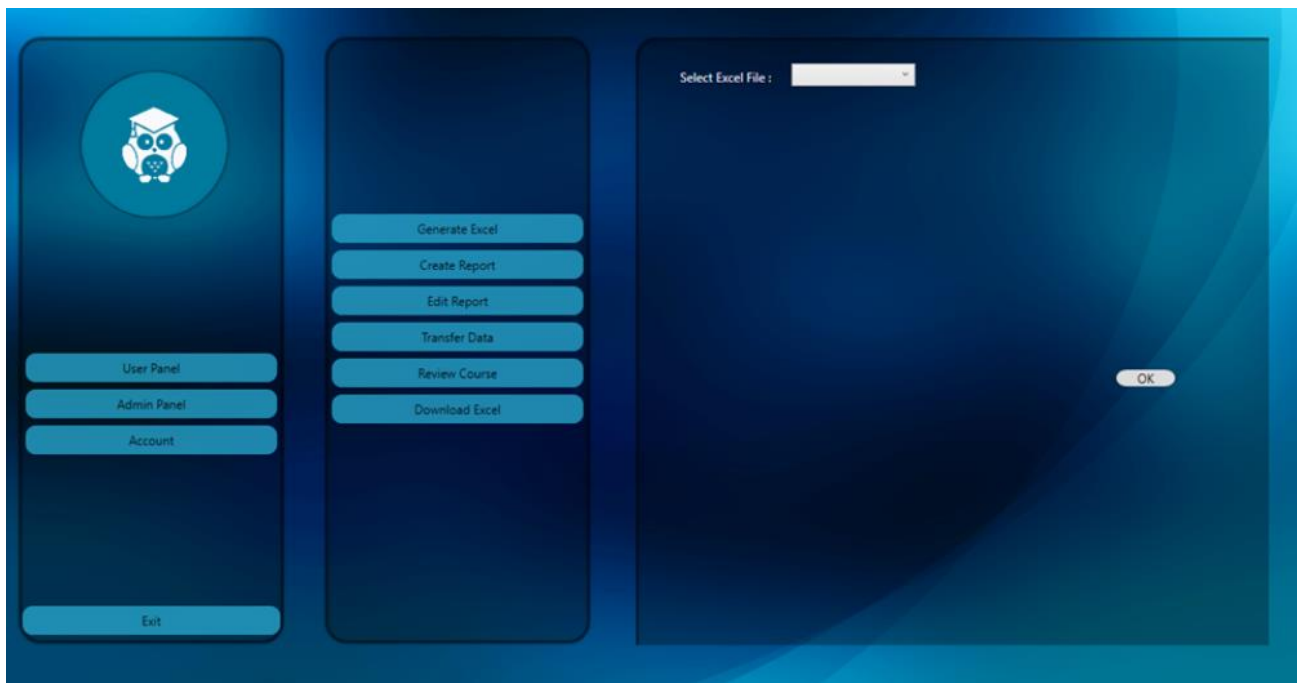 User Panel
Admin Panel
Account
Exit
Generate Excel
Create Report
Edit Report
Transfer Data
Review Course
Download Excel
Select Excel File :
OK